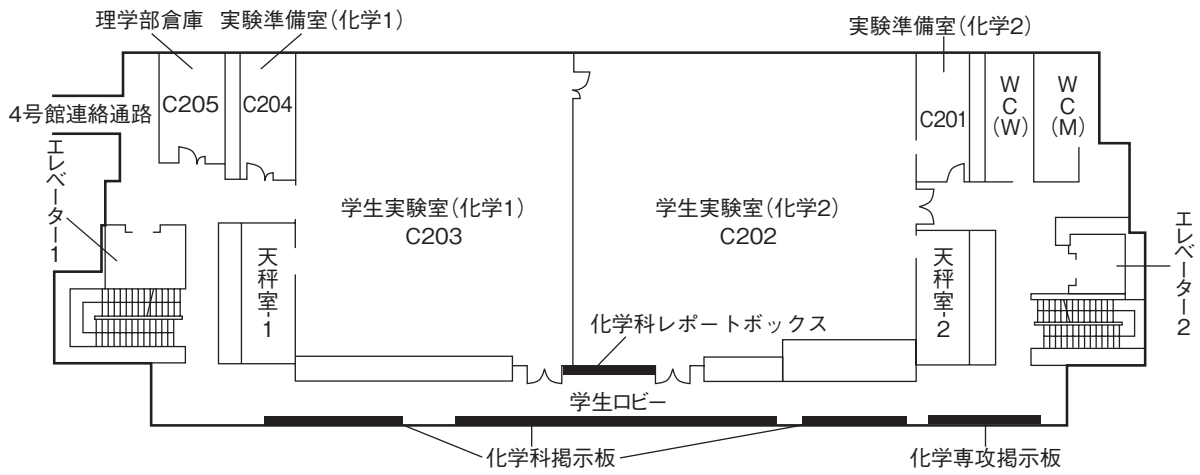 理学部倉庫
実験準備室(化学1)
実験準備室(化学2)
4号館連絡通路
C205
C204
C201
WC(W)
WC(M)
エレベーター1
学生実験室(化学1)
C203
学生実験室(化学2)
C202
エレベーター2
天秤室-1
天秤室-2
化学科レポートボックス
学生ロビー
化学科掲示板
化学専攻掲示板